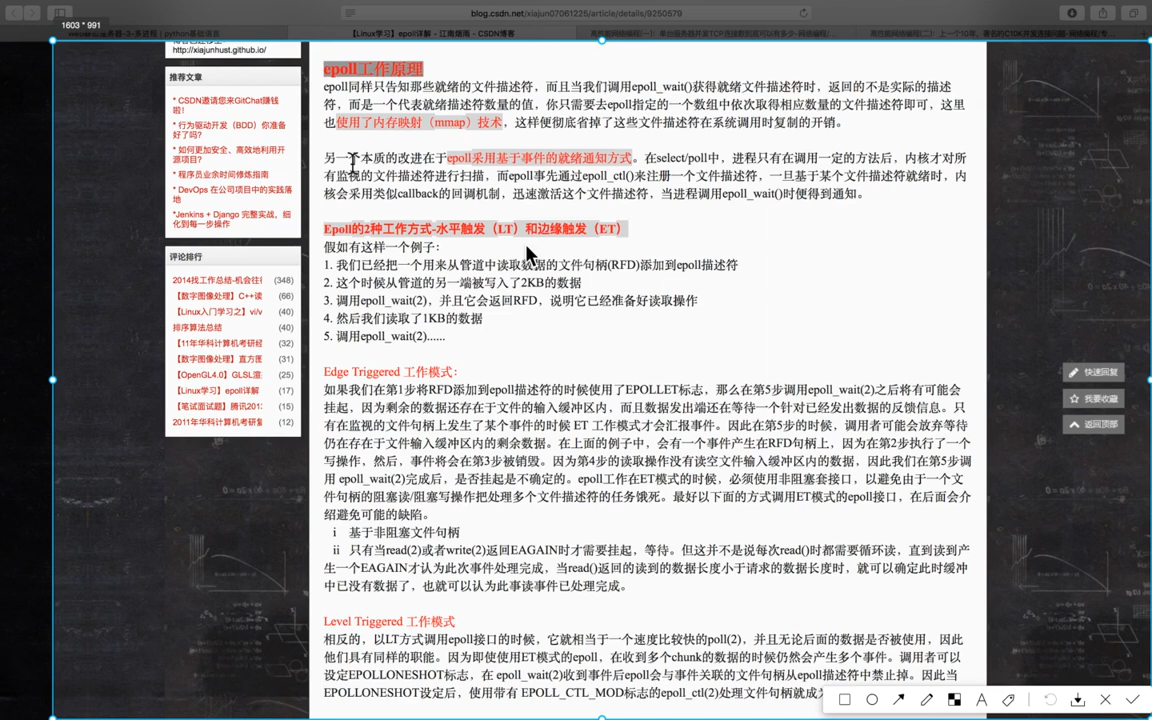 blog.csdn.net/xiajun07061225/article/details/9250579
1603 * 991
【Linux学习】epoll详解 - 江南烟雨 - CSDN博客
http://xiajunhust.github.io/
推荐文章
* CSDN邀请您来GitChat赚钱
啦!
* 行为驱动开发（BDD）你准备
好了吗?
* 如何更加安全、高效地利用开
源项目?
* 程序员业余时间修炼指南
* DevOps 在公司项目中的实践落
地
*Jenkins + Django 完整实战，细
化到每一步操作
评论排行
2014找工作总结-机会往往 (348)
【数字图像处理】C++读 (66)
【Linux入门学习之】vi/v (40)
排序算法总结 (40)
【11年华科计算机考研经 (32)
【数字图像处理】直方图 (31)
【OpenGL4.0】GLSL渲 (25)
【Linux学习】epoll详解 (17)
【笔试面试题】腾讯201 (15)
2011年华科计算机考研复 (12)
epoll工作原理
epoll同样只告知那些就绪的文件描述符，而且当我们调用epoll_wait()获得就绪文件描述符时，返回的不是实际的描述
符，而是一个代表就绪描述符数量的值，你只需要去epoll指定的一个数组中依次取得相应数量的文件描述符即可，这里
也使用了内存映射（mmap）技术，这样便彻底省掉了这些文件描述符在系统调用时复制的开销。
另一个本质的改进在于epoll采用基于事件的就绪通知方式。在select/poll中，进程只有在调用一定的方法后，内核才对所
有监视的文件描述符进行扫描，而epoll事先通过epoll_ctl()来注册一个文件描述符，一旦基于某个文件描述符就绪时，内
核会采用类似callback的回调机制，迅速激活这个文件描述符，当进程调用epoll_wait()时便得到通知。
Epoll的2种工作方式-水平触发（LT）和边缘触发（ET）
假如有这样一个例子：
1. 我们已经把一个用来从管道中读取数据的文件句柄(RFD)添加到epoll描述符
2. 这个时候从管道的另一端被写入了2KB的数据
3. 调用epoll_wait(2)，并且它会返回RFD，说明它已经准备好读取操作
4. 然后我们读取了1KB的数据
5. 调用epoll_wait(2)......
Edge Triggered 工作模式：
如果我们在第1步将RFD添加到epoll描述符的时候使用了EPOLLET标志，那么在第5步调用epoll_wait(2)之后将有可能会
挂起，因为剩余的数据还存在于文件的输入缓冲区内，而且数据发出端还在等待一个针对已经发出数据的反馈信息。只
有在监视的文件句柄上发生了某个事件的时候 ET 工作模式才会汇报事件。因此在第5步的时候，调用者可能会放弃等待
仍在存在于文件输入缓冲区内的剩余数据。在上面的例子中，会有一个事件产生在RFD句柄上，因为在第2步执行了一个
写操作，然后，事件将会在第3步被销毁。因为第4步的读取操作没有读空文件输入缓冲区内的数据，因此我们在第5步调
用 epoll_wait(2)完成后，是否挂起是不确定的。epoll工作在ET模式的时候，必须使用非阻塞套接口，以避免由于一个文
件句柄的阻塞读/阻塞写操作把处理多个文件描述符的任务饿死。最好以下面的方式调用ET模式的epoll接口，在后面会介
绍避免可能的缺陷。
i 基于非阻塞文件句柄
ii 只有当read(2)或者write(2)返回EAGAIN时才需要挂起，等待。但这并不是说每次read()时都需要循环读，直到读到产
生一个EAGAIN才认为此次事件处理完成，当read()返回的读到的数据长度小于请求的数据长度时，就可以确定此时缓冲
中已没有数据了，也就可以认为此事读事件已处理完成。
Level Triggered 工作模式
相反的，以LT方式调用epoll接口的时候，它就相当于一个速度比较快的poll(2)，并且无论后面的数据是否被使用，因此
他们具有同样的职能。因为即使使用ET模式的epoll，在收到多个chunk的数据的时候仍然会产生多个事件。调用者可以
设定EPOLLONESHOT标志，在 epoll_wait(2)收到事件后epoll会与事件关联的文件句柄从epoll描述符中禁止掉。因此当
EPOLLONESHOT设定后，使用带有 EPOLL_CTL_MOD标志的epoll_ctl(2)处理文件句柄就成为
快速回复
我要收藏
返回顶部